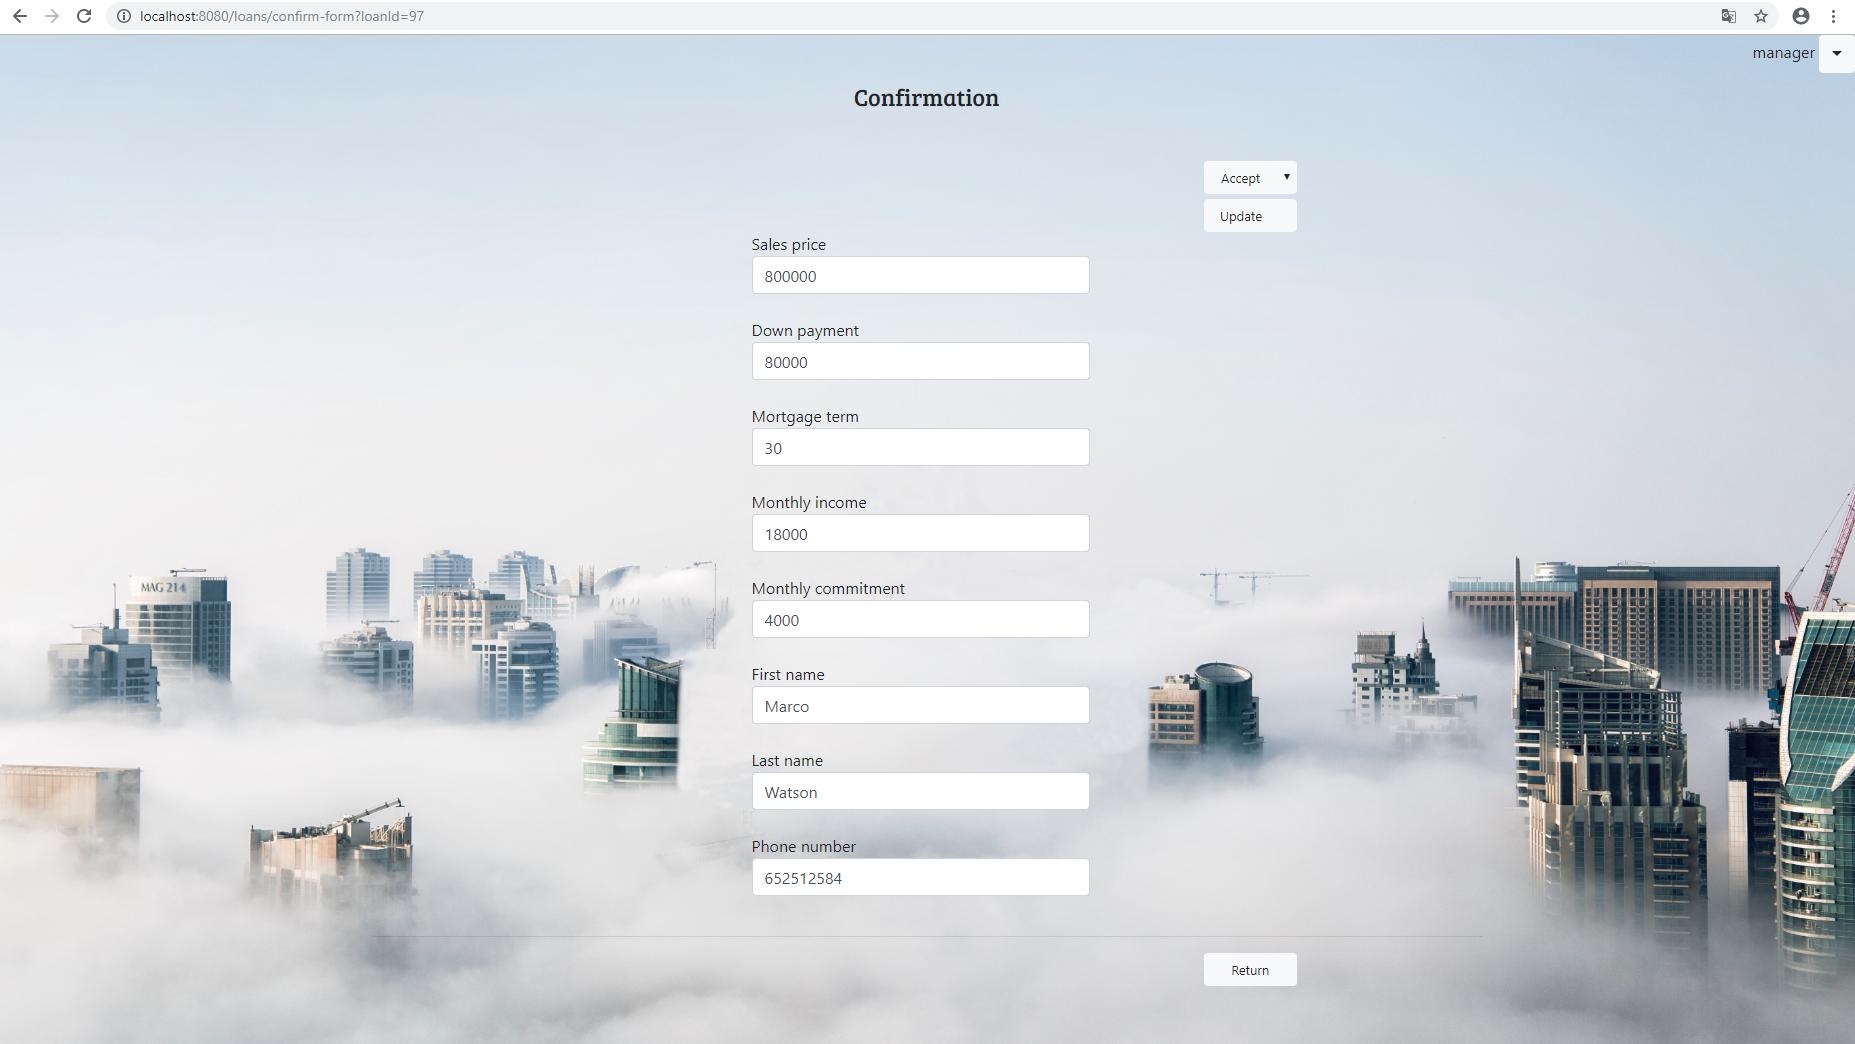 localhost:8080/loans/confirm-form?loanId=97
manager
Confirmation
Accept
Update
Sales price
800000
Down payment
80000
Mortgage term
30
Monthly income
18000
Monthly commitment
4000
First name
Marco
Last name
Watson
Phone number
652512584
Return
MAG 214